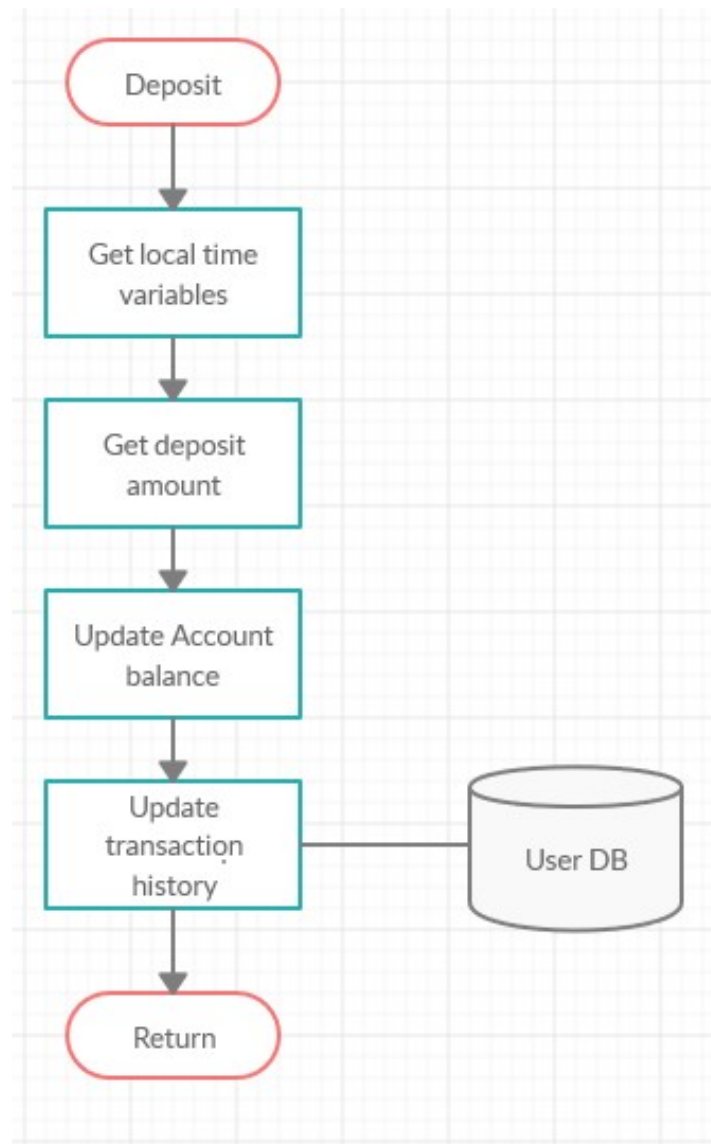 Deposit
Get local time
variables
Get deposit
amount
Update Account
balance
Update
transaction
history
User DB
Return